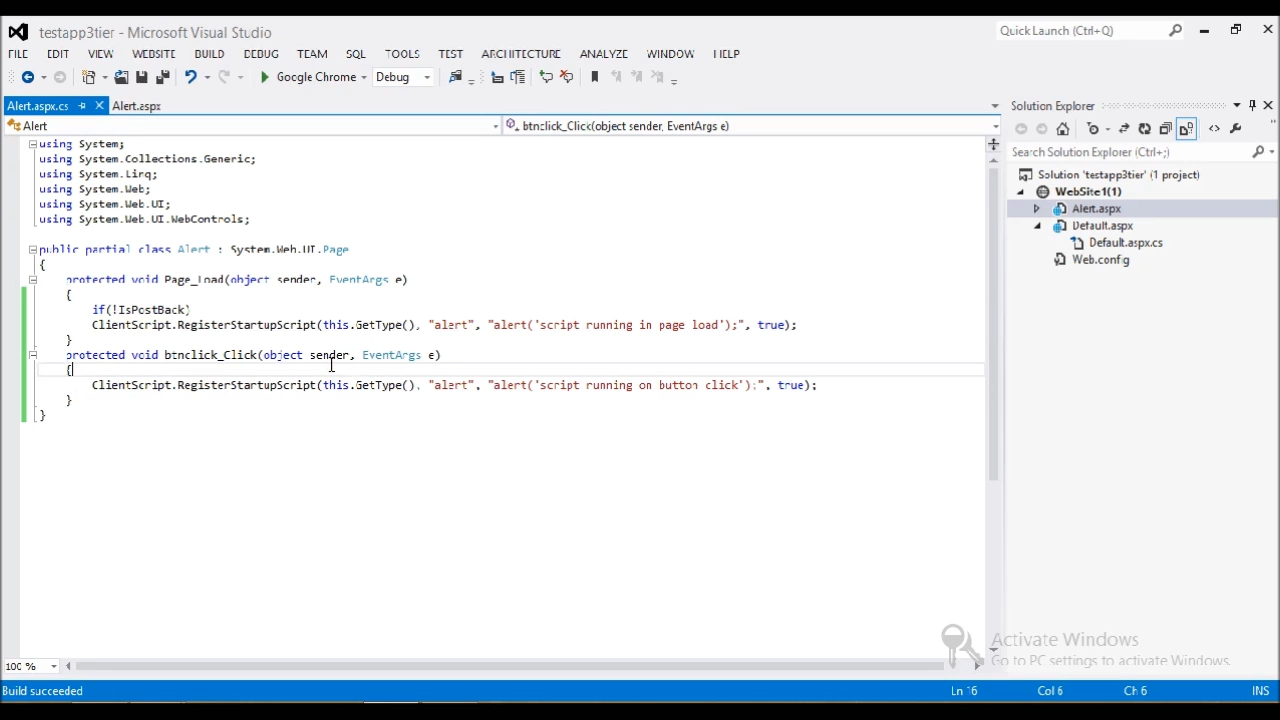 testapp3tier - Microsoft Visual Studio
Quick Launch (Ctrl+Q)
FILE EDIT VIEW WEBSITE BUILD DEBUG TEAM SQL TOOLS TEST ARCHITECTURE ANALYZE WINDOW HELP
Google Chrome Debug
Alert.aspx.cs Alert.aspx
Alert
btnclick_Click(object sender, EventArgs e)
using System;
using System.Collections.Generic;
using System.Linq;
using System.Web;
using System.Web.UI;
using System.Web.UI.WebControls;
public partial class Alert : System.Web.UI.Page
{
protected void Page_Load(object sender, EventArgs e)
{
if(!IsPostBack)
ClientScript.RegisterStartupScript(this.GetType(), "alert", "alert('script running in page load');", true);
}
protected void btnclick_Click(object sender, EventArgs e)
{
ClientScript.RegisterStartupScript(this.GetType(), "alert", "alert('script running on button click');", true);
}
}
Solution Explorer
Search Solution Explorer (Ctrl+;)
Solution 'testapp3tier' (1 project)
WebSite1(1)
Alert.aspx
Default.aspx
Default.aspx.cs
Web.config
Activate Windows
Go to PC settings to activate Windows.
100 %
Build succeeded
Ln 16 Col 6 Ch 6 INS